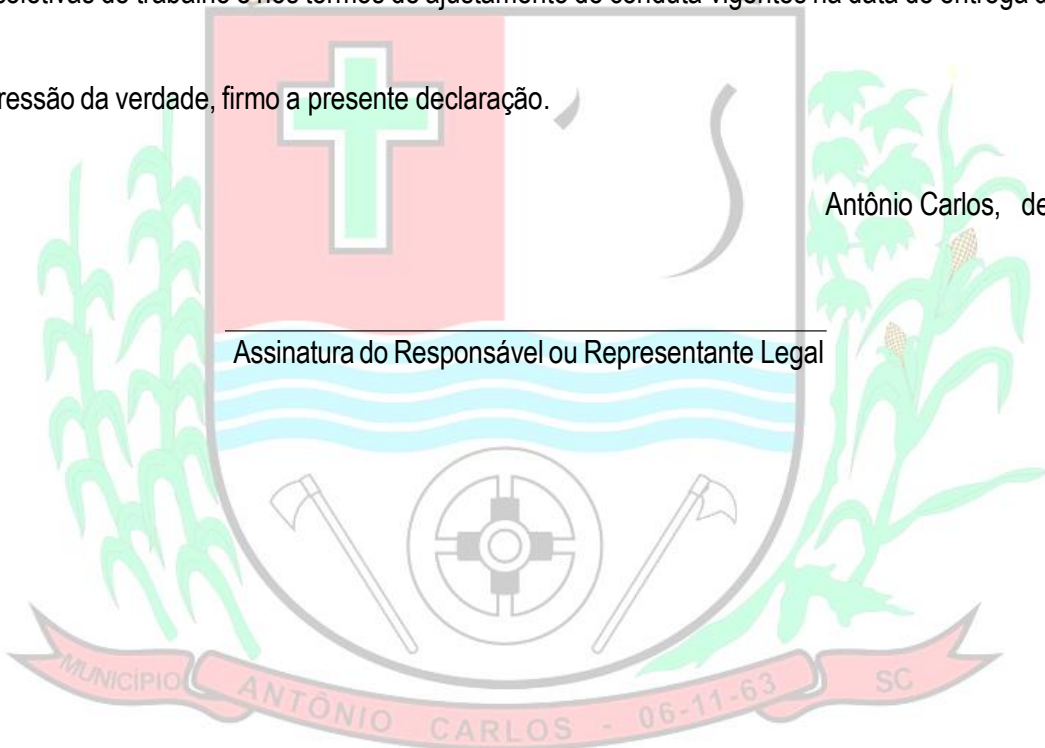 coletivas de trabalho e nos termos de ajustamento de conduta vigentes na data de entrega
ressão da verdade, firmo a presente declaração.
Antônio Carlos, de
Assinatura do Responsável ou Representante Legal
MUNICÍPIO ANTÔNIO CARLOS - 06-11-63 SC